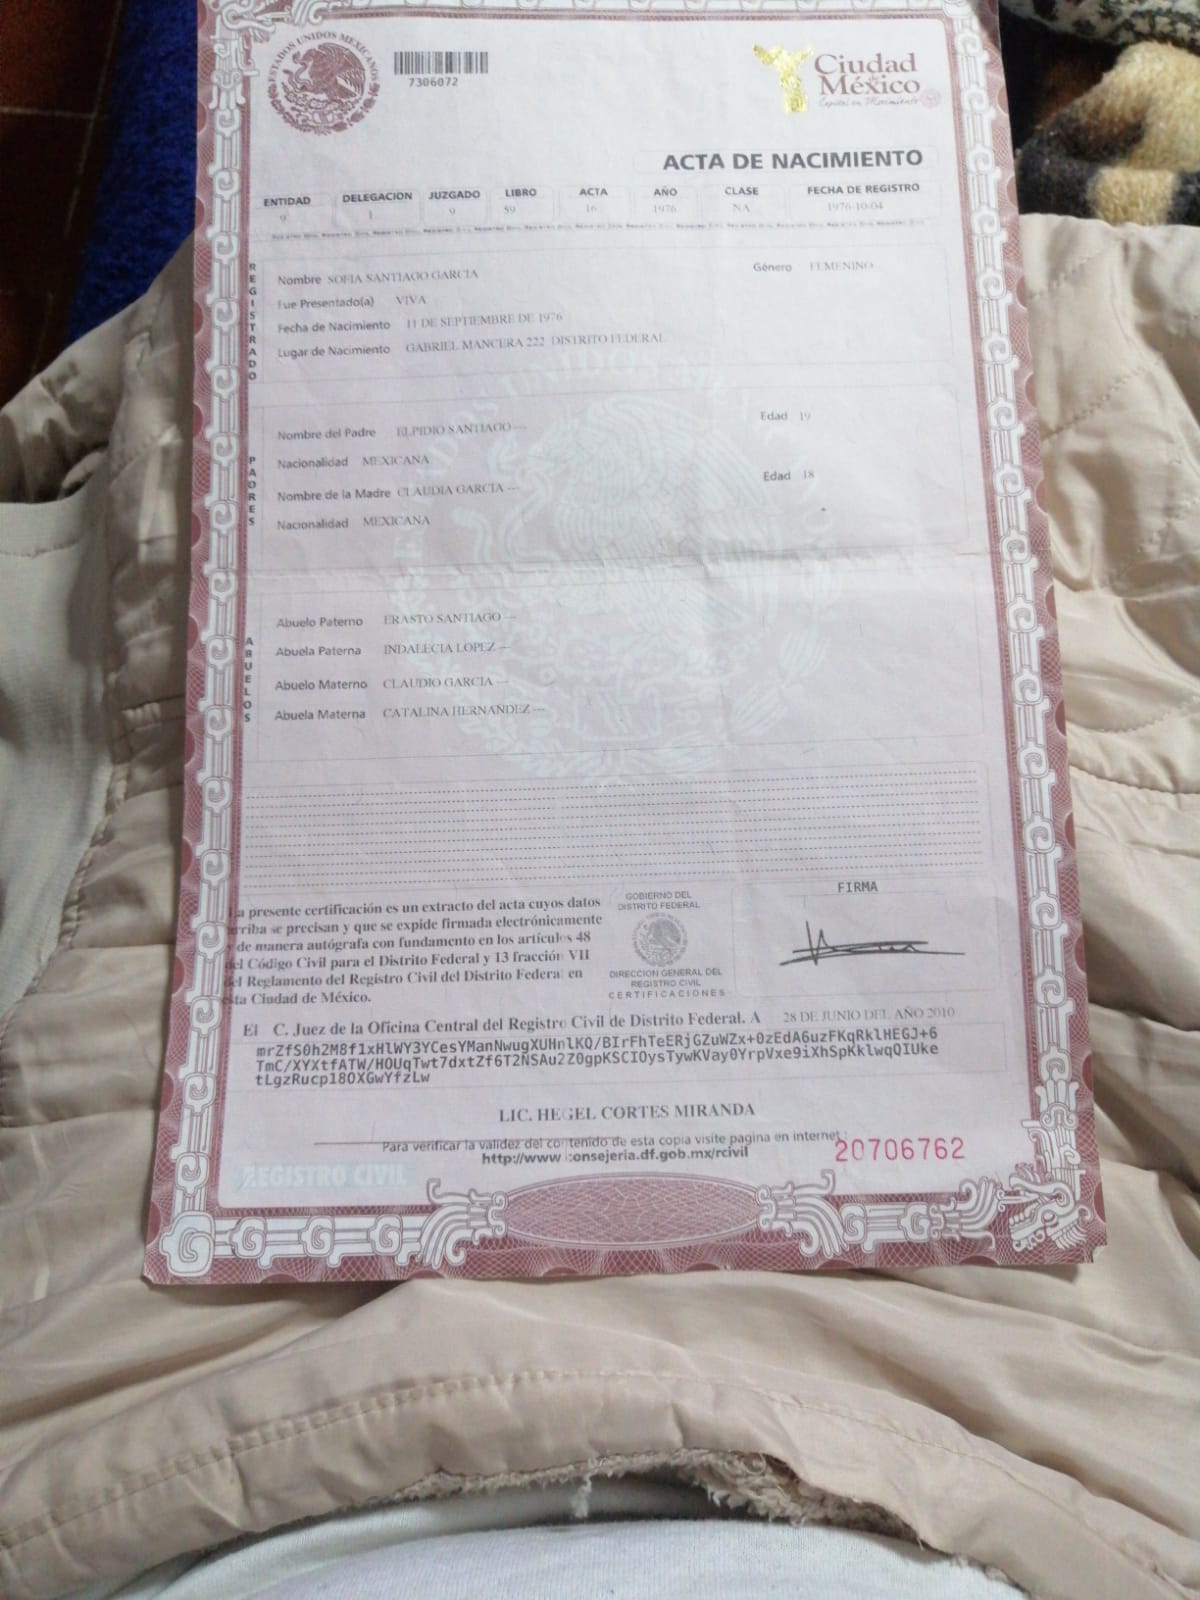 ESTADOS UNIDOS MEXICANOS
7306072
Ciudad de México
Capital en Movimiento
ACTA DE NACIMIENTO
ENTIDAD DELEGACION JUZGADO LIBRO ACTA AÑO CLASE FECHA DE REGISTRO
9 1 9 59 16 1976 NA 1976-10-04
REGISTRADO
Nombre SOFIA SANTIAGO GARCIA Género FEMENINO
Fue Presentado(a) VIVA
Fecha de Nacimiento 11 DE SEPTIEMBRE DE 1976
Lugar de Nacimiento GABRIEL MANCERA 222 DISTRITO FEDERAL
PADRES
Nombre del Padre ELPIDIO SANTIAGO --- Edad 19
Nacionalidad MEXICANA
Nombre de la Madre CLAUDIA GARCIA --- Edad 18
Nacionalidad MEXICANA
ABUELOS
Abuelo Paterno ERASTO SANTIAGO ---
Abuela Paterna INDALECIA LOPEZ ---
Abuelo Materno CLAUDIO GARCIA ---
Abuela Materna CATALINA HERNANDEZ ---
La presente certificación es un extracto del acta cuyos datos
arriba se precisan y que se expide firmada electrónicamente
y de manera autógrafa con fundamento en los artículos 48
del Código Civil para el Distrito Federal y 13 fracción VII
del Reglamento del Registro Civil del Distrito Federal en
esta Ciudad de México.
GOBIERNO DEL
DISTRITO FEDERAL
DIRECCION GENERAL DEL
REGISTRO CIVIL
CERTIFICACIONES
FIRMA
El C. Juez de la Oficina Central del Registro Civil de Distrito Federal. A 28 DE JUNIO DEL AÑO 2010
mrZfS0h2M8f1xHlWY3YCesYManNwugXUHnlKQ/BIrFhTeERjGZuWZx+0zEdA6uzFKqRklHEGJ+6
TmC/XYXtfATW/HOUqTwt7dxtZf6T2NSAu2Z0gpKSCIOysTywKVay0YrpVxe9iXhSpKklwqQIUke
tLgzRucp18OXGwYfzLw
LIC. HEGEL CORTES MIRANDA
Para verificar la validez del contenido de esta copia visite pagina en internet:
http://www.consejeria.df.gob.mx/rcivil
20706762
REGISTRO CIVIL